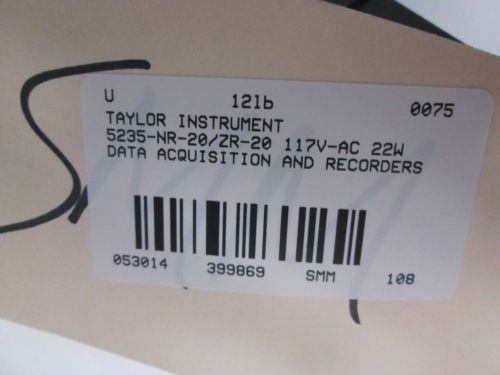 U 12lb 0075
TAYLOR INSTRUMENT
5235-NR-20/ZR-20 117V-AC 22W
DATA ACQUISITION AND RECORDERS
053014 399869 SMM 108